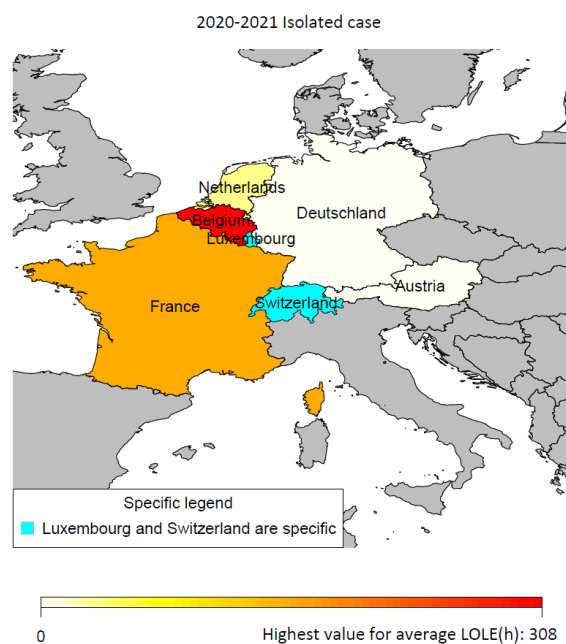 2020-2021 Isolated case
Netherlands
Belgium
Deutschland
Luxembourg
Austria
France
Switzerland
Specific legend
Luxembourg and Switzerland are specific
0
Highest value for average LOLE(h): 308